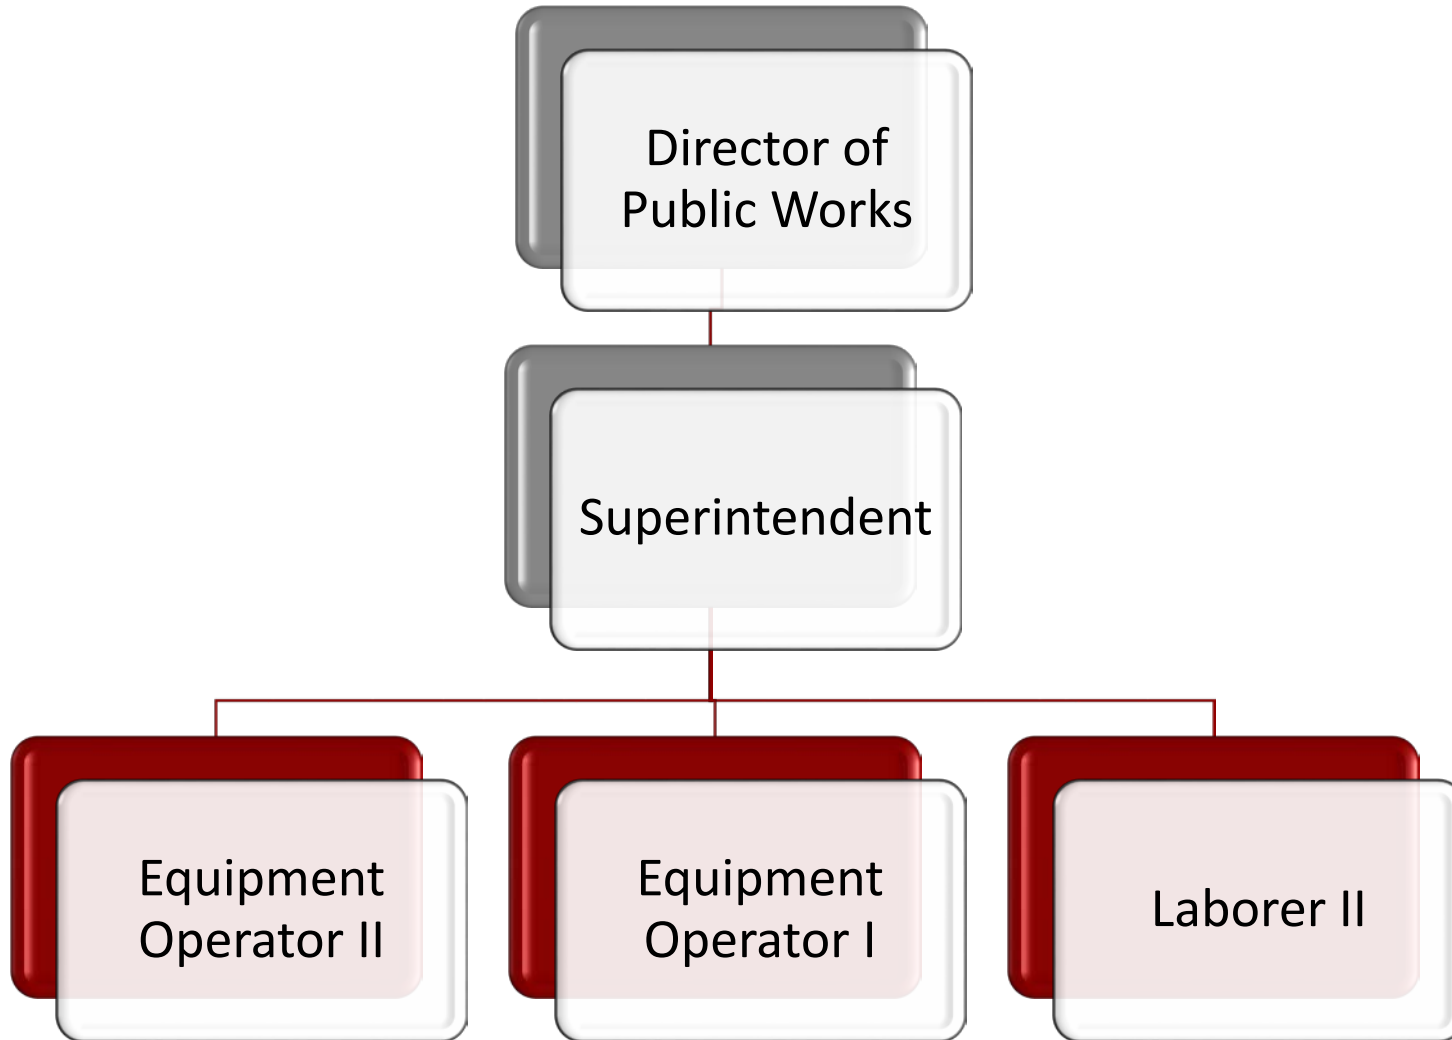 Director of
Public Works
Superintendent
Equipment
Operator II
Equipment
Operator I
Laborer II